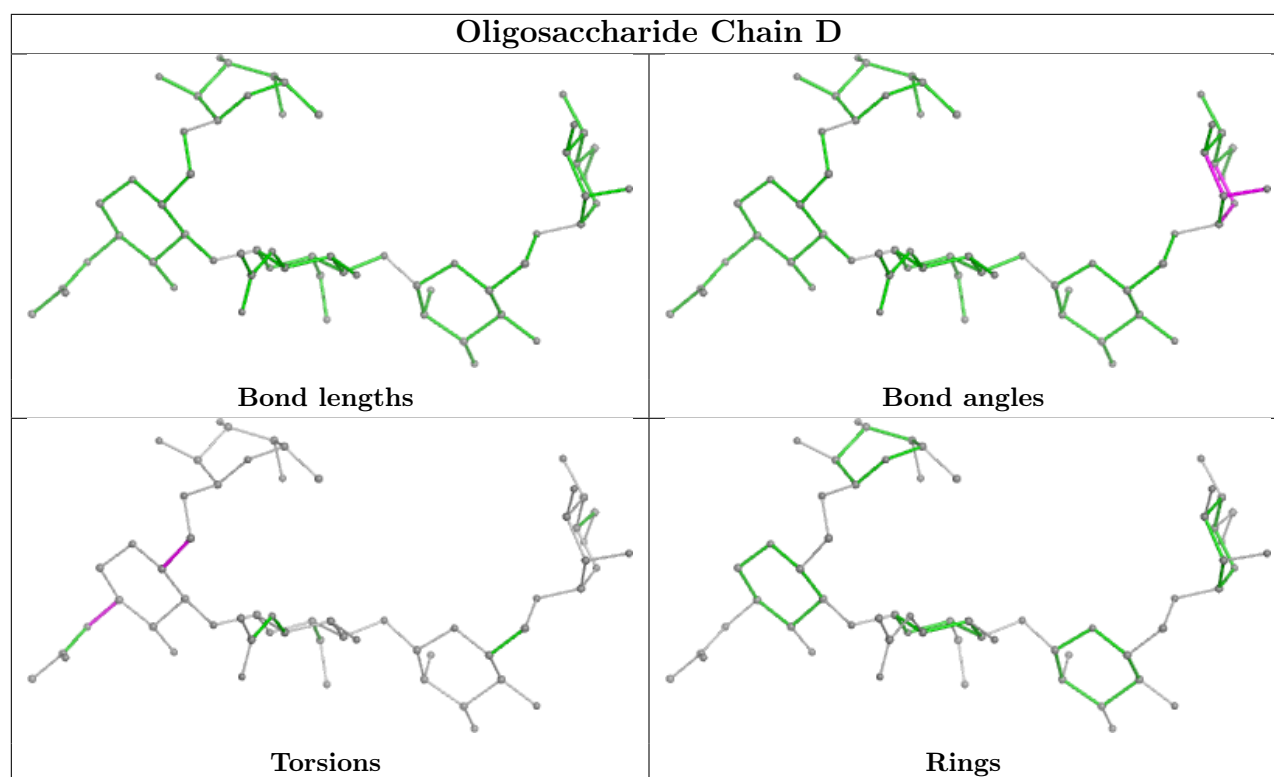 Oligosaccharide Chain D
Bond lengths
Bond angles
Torsions
Rings